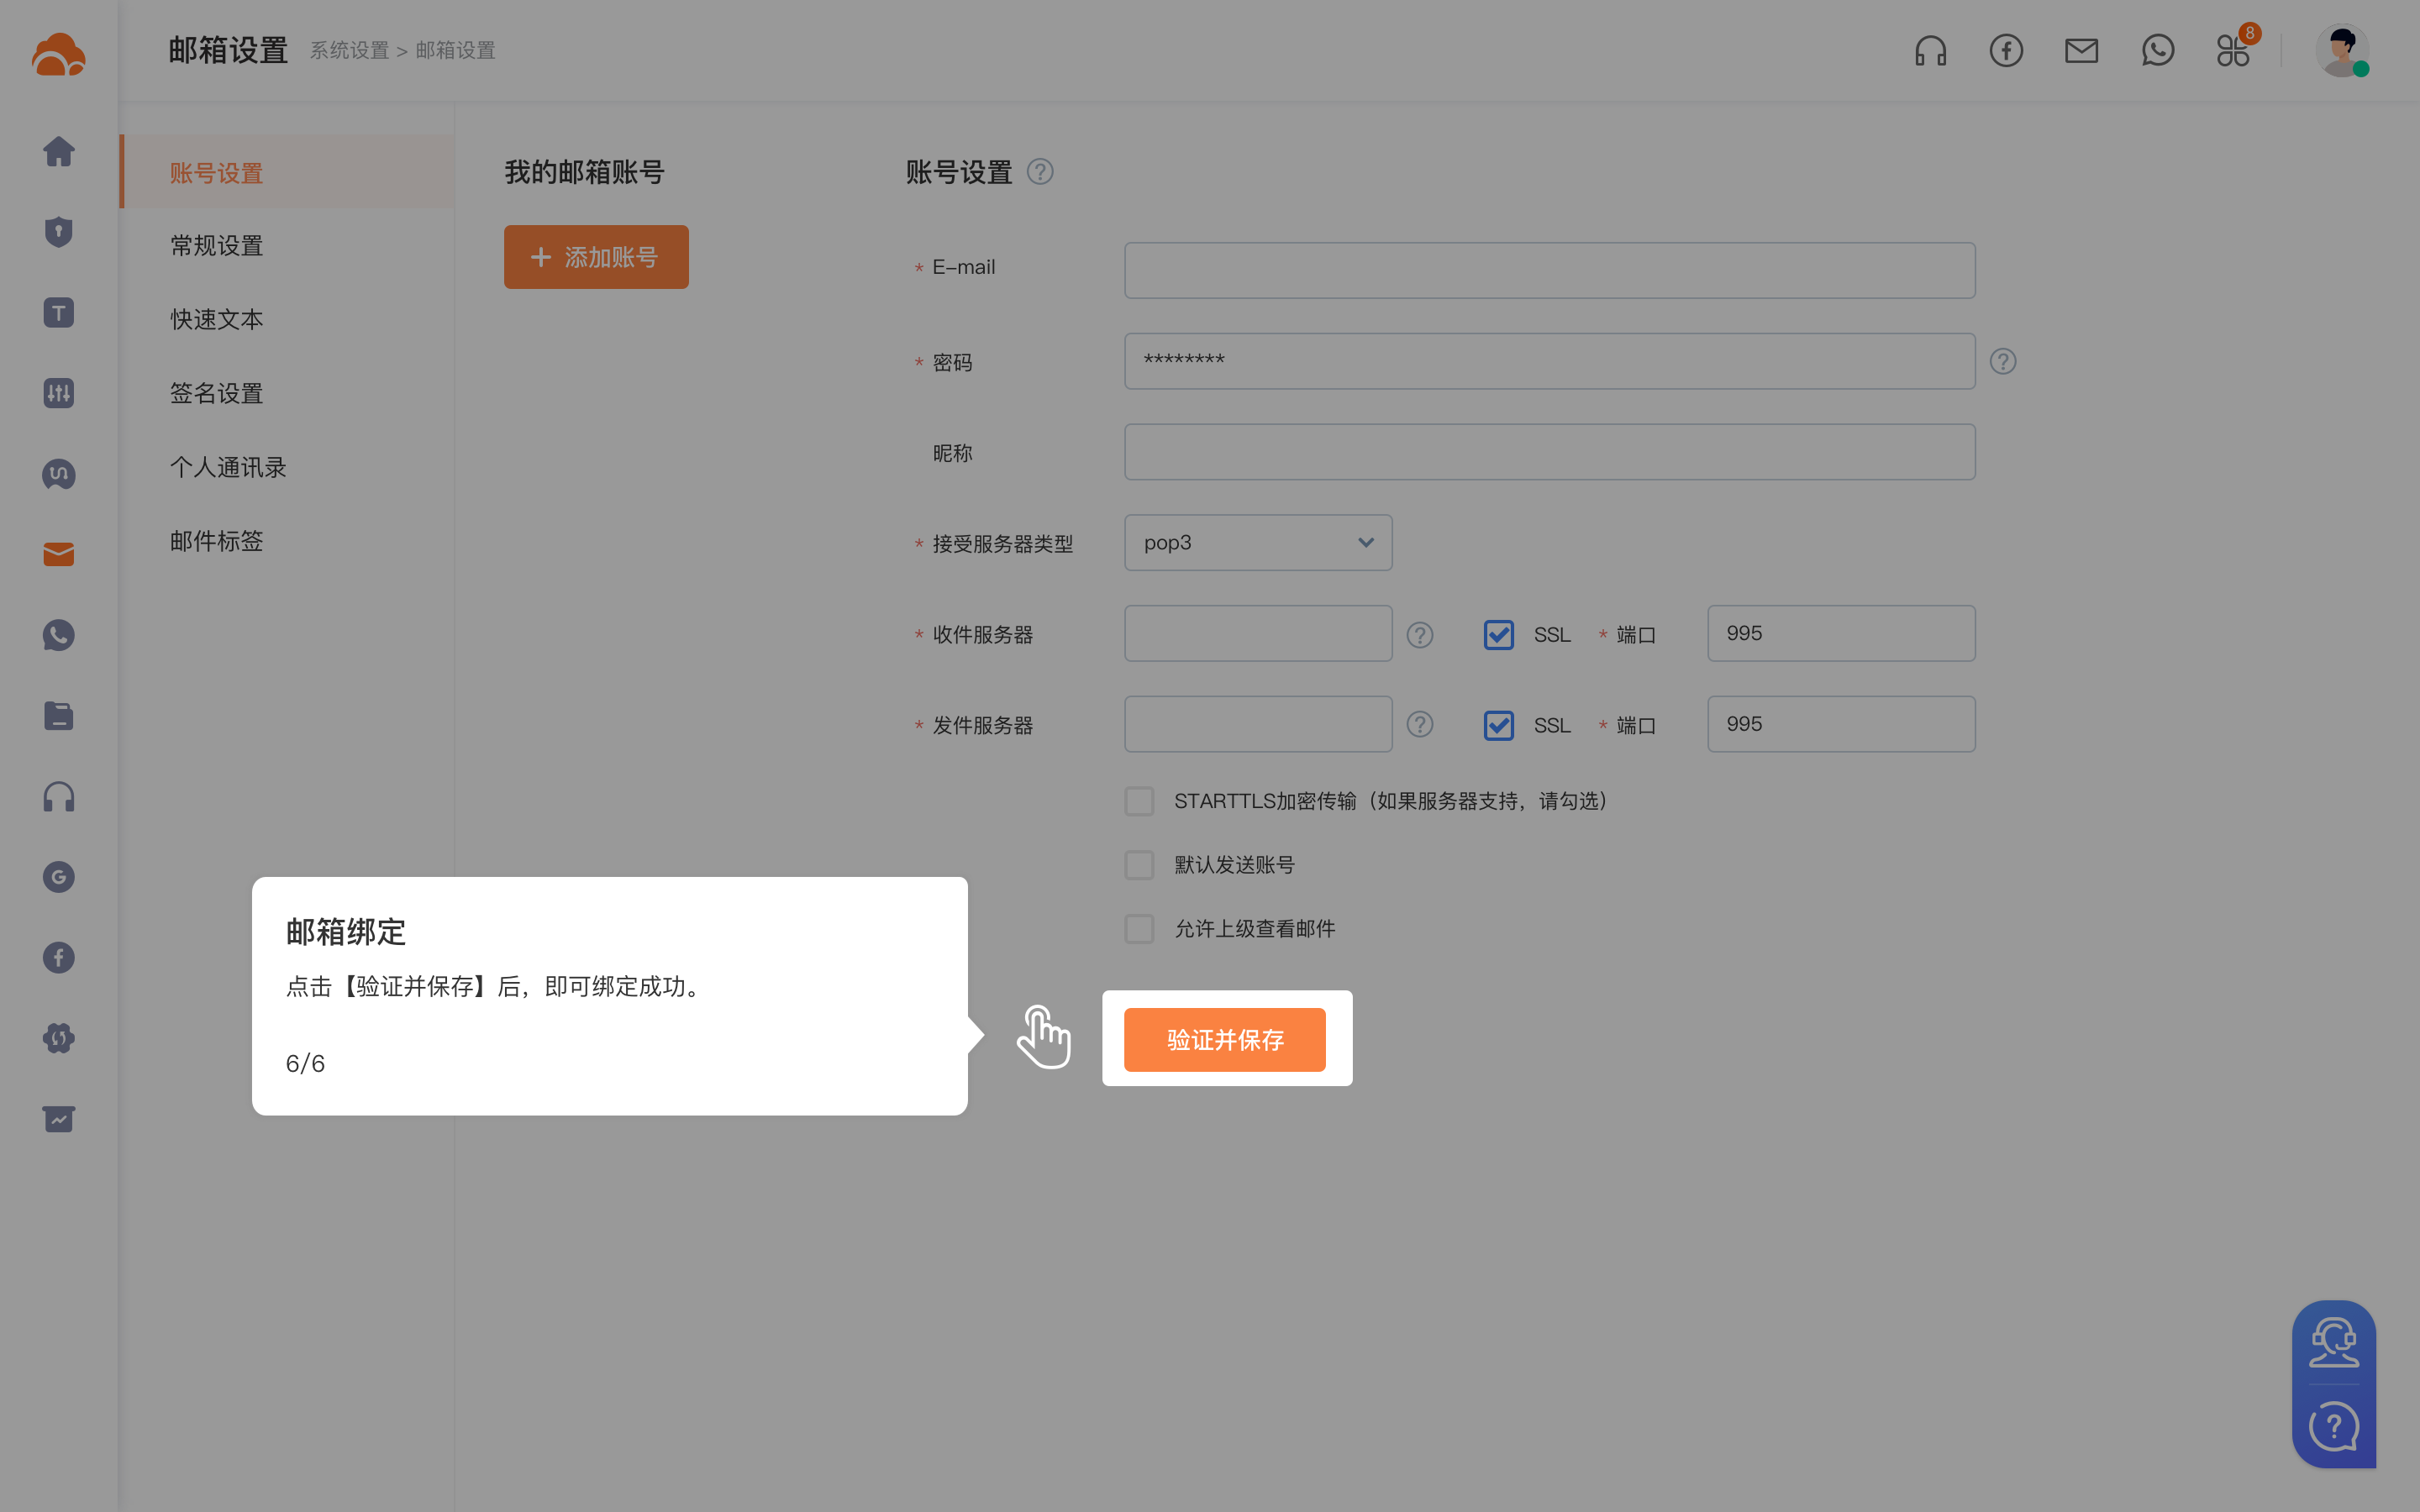 邮箱设置 系统设置 > 邮箱设置
8
账号设置
常规设置
快速文本
签名设置
个人通讯录
邮件标签
我的邮箱账号
+ 添加账号
账号设置 ?
* E-mail
* 密码 ******** ?
昵称
* 接受服务器类型 pop3
* 收件服务器 ? SSL * 端口 995
* 发件服务器 ? SSL * 端口 995
STARTTLS加密传输（如果服务器支持，请勾选）
默认发送账号
允许上级查看邮件
邮箱绑定
点击【验证并保存】后，即可绑定成功。
6/6
验证并保存